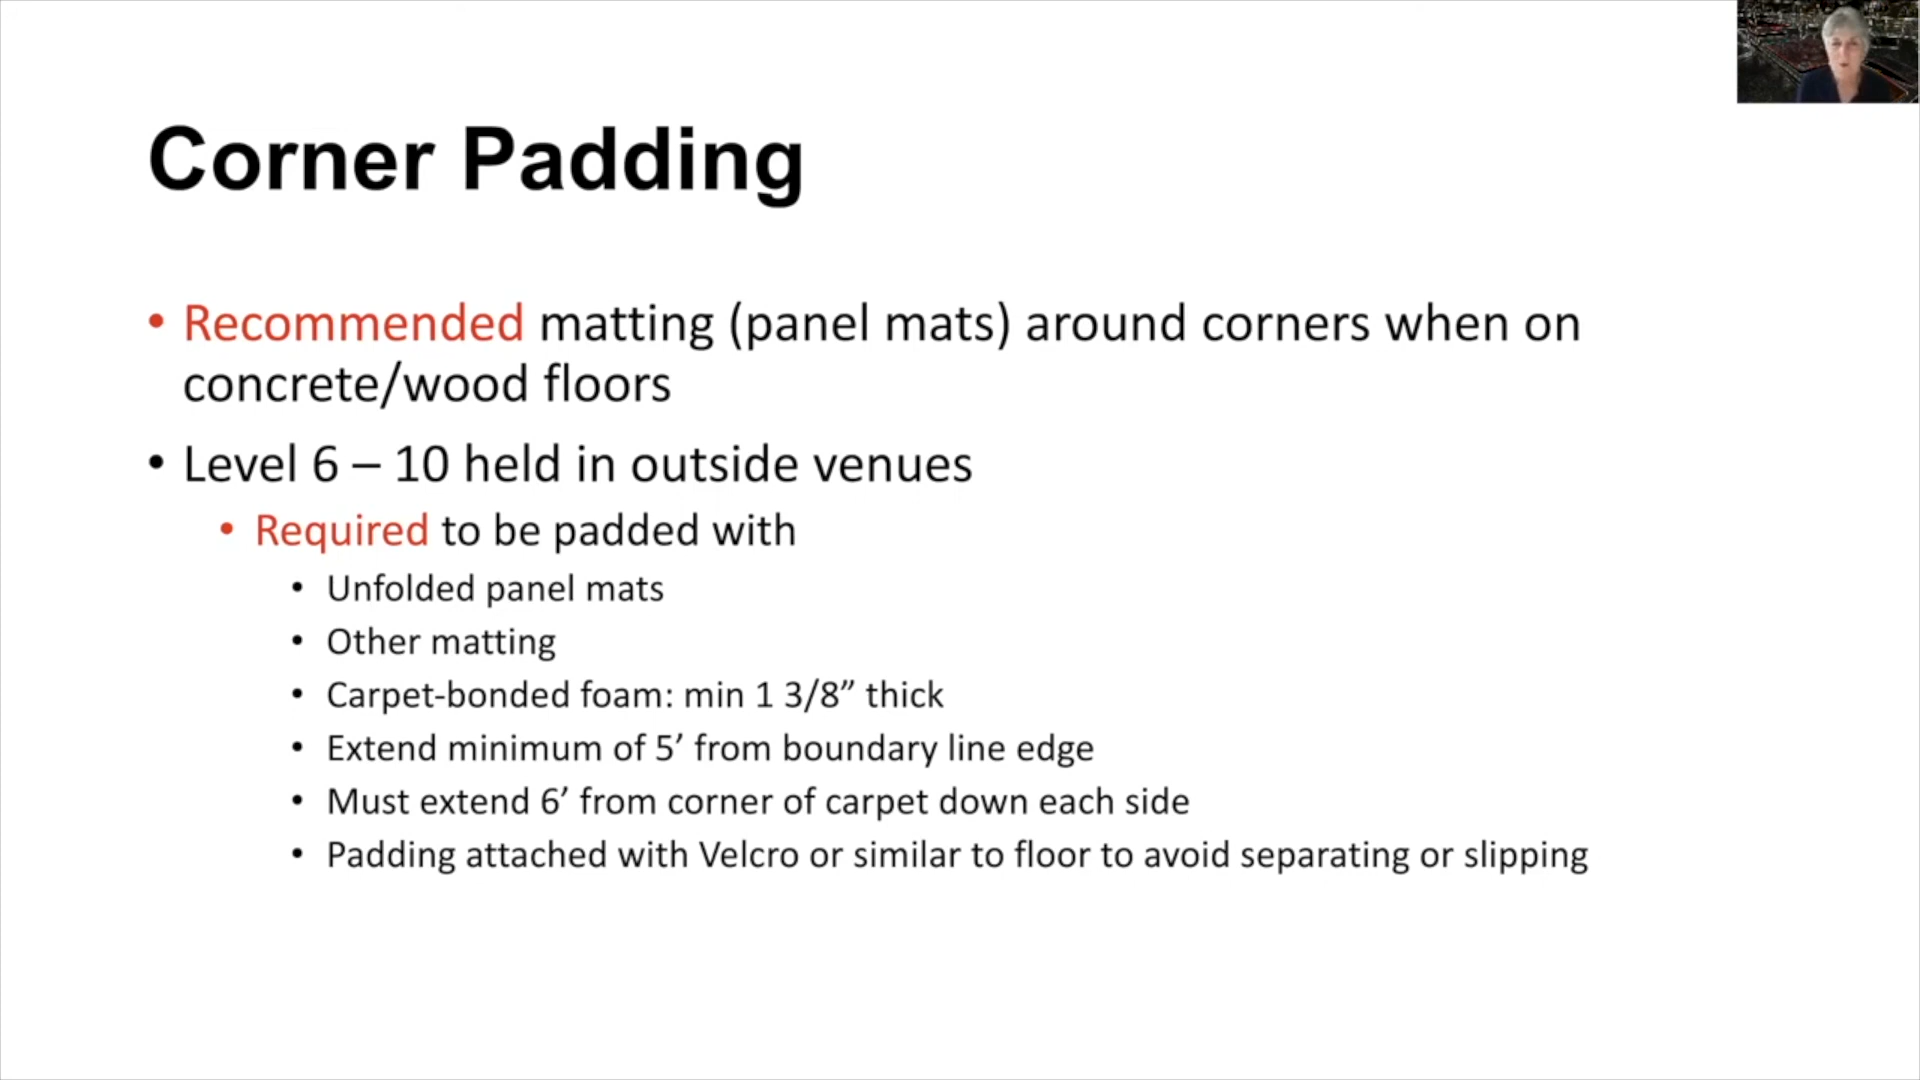 Corner Padding
• Recommended matting (panel mats) around corners when on
concrete/wood floors
• Level 6 – 10 held in outside venues
• Required to be padded with
• Unfolded panel mats
• Other matting
• Carpet-bonded foam: min 1 3/8” thick
• Extend minimum of 5’ from boundary line edge
• Must extend 6’ from corner of carpet down each side
• Padding attached with Velcro or similar to floor to avoid separating or slipping